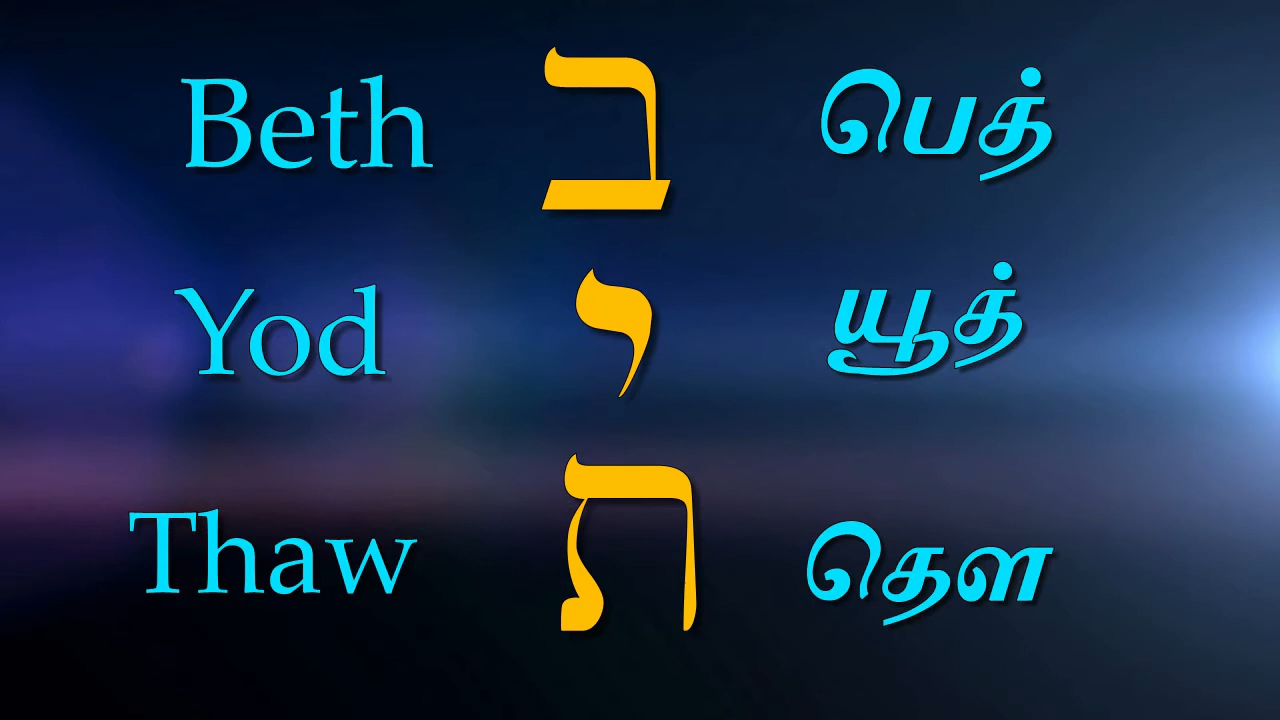 Beth ב பெத்
Yod י யூத்
Thaw ת தௌ